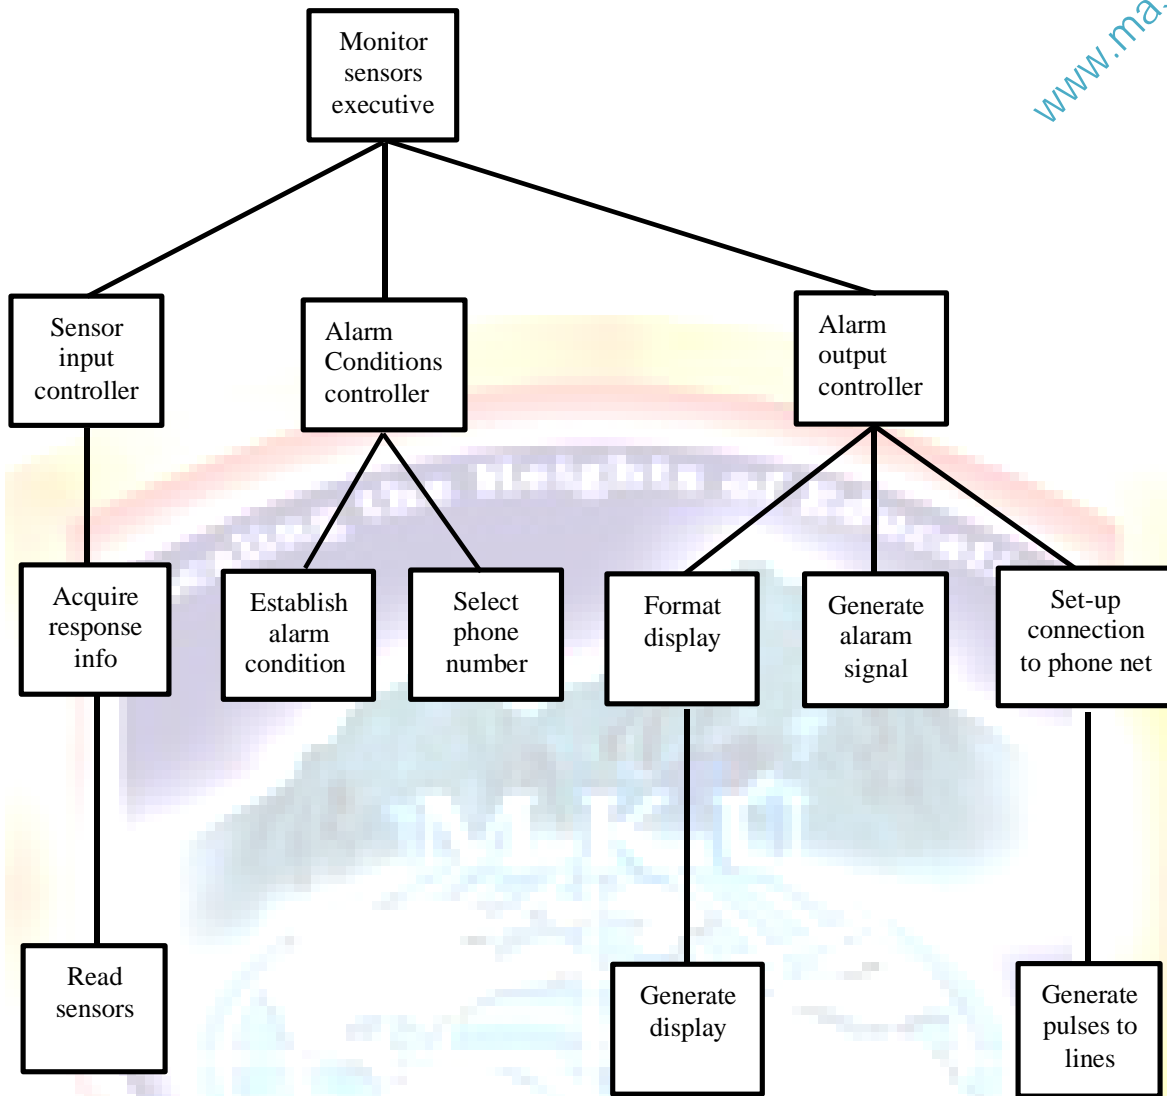 www.ma
Monitor
sensors
executive
Sensor
input
controller
Alarm
Conditions
controller
Alarm
output
controller
Acquire
response
info
Establish
alarm
condition
Select
phone
number
Format
display
Generate
alaram
signal
Set-up
connection
to phone net
Read
sensors
Generate
display
Generate
pulses to
lines
the Heights
M K U